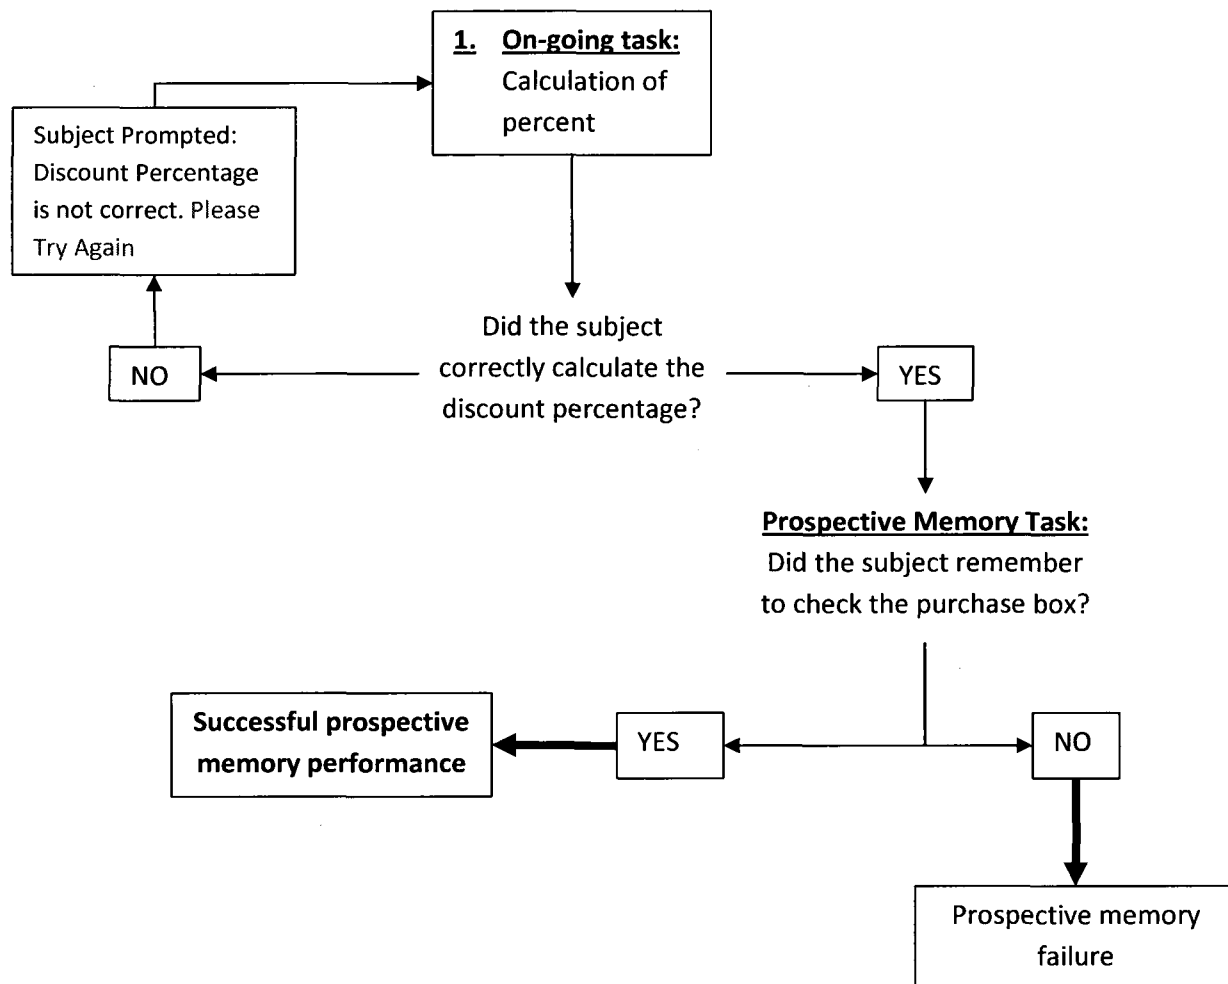 1. On-going task:
Calculation of
percent
Subject Prompted:
Discount Percentage
is not correct. Please
Try Again
Did the subject
correctly calculate the
discount percentage?
NO
YES
Prospective Memory Task:
Did the subject remember
to check the purchase box?
Successful prospective
memory performance
YES
NO
Prospective memory
failure